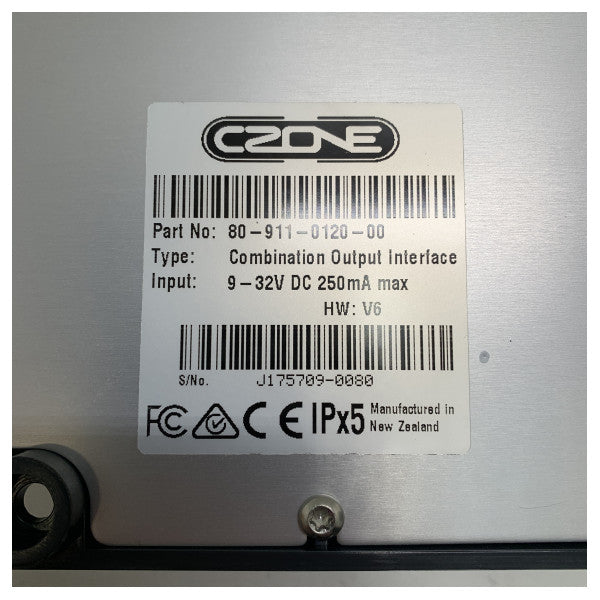 CZONE
Part No: 80-911-0120-00
Type: Combination Output Interface
Input: 9-32V DC 250mA max
HW: V6
S/No. J175709-0080
FC CE IPx5 Manufactured in
New Zealand